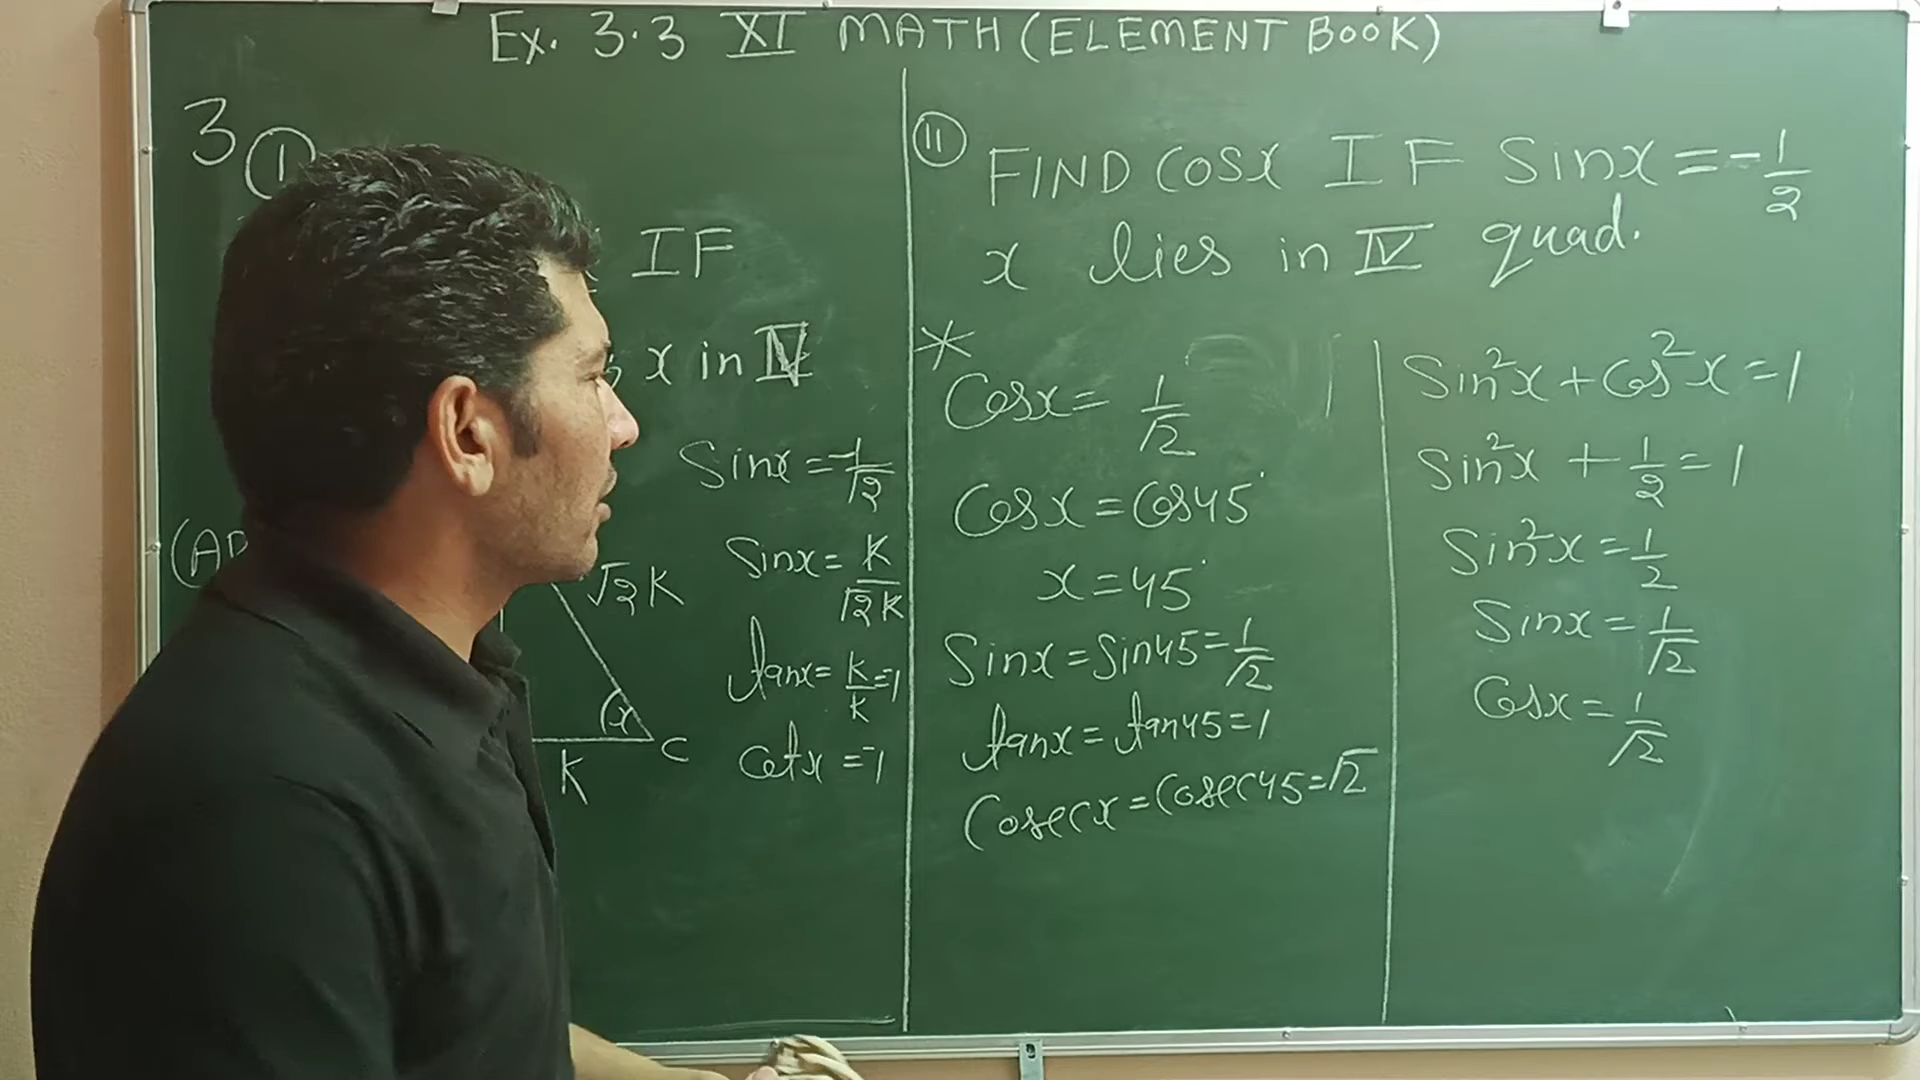 Ex. 3.3 XI MATH (ELEMENT BOOK)
3 (1)
IF
x in IV
Sinx = -1/√2
(AD
√2K
Sinx = K/√2K
tanx = K/K = 1
x
C
K
cotx = -1
(11) FIND COSx IF Sinx = -1/2
x lies in IV quad.
*
Cosx = 1/√2
Cosx = Cos45°
x = 45°
Sinx = Sin45 = 1/√2
tanx = tan45 = 1
Cosecx = Cosec45 = √2
Sin²x + Cos²x = 1
Sin²x + 1/2 = 1
Sin²x = 1/2
Sinx = 1/√2
Cosx = 1/√2